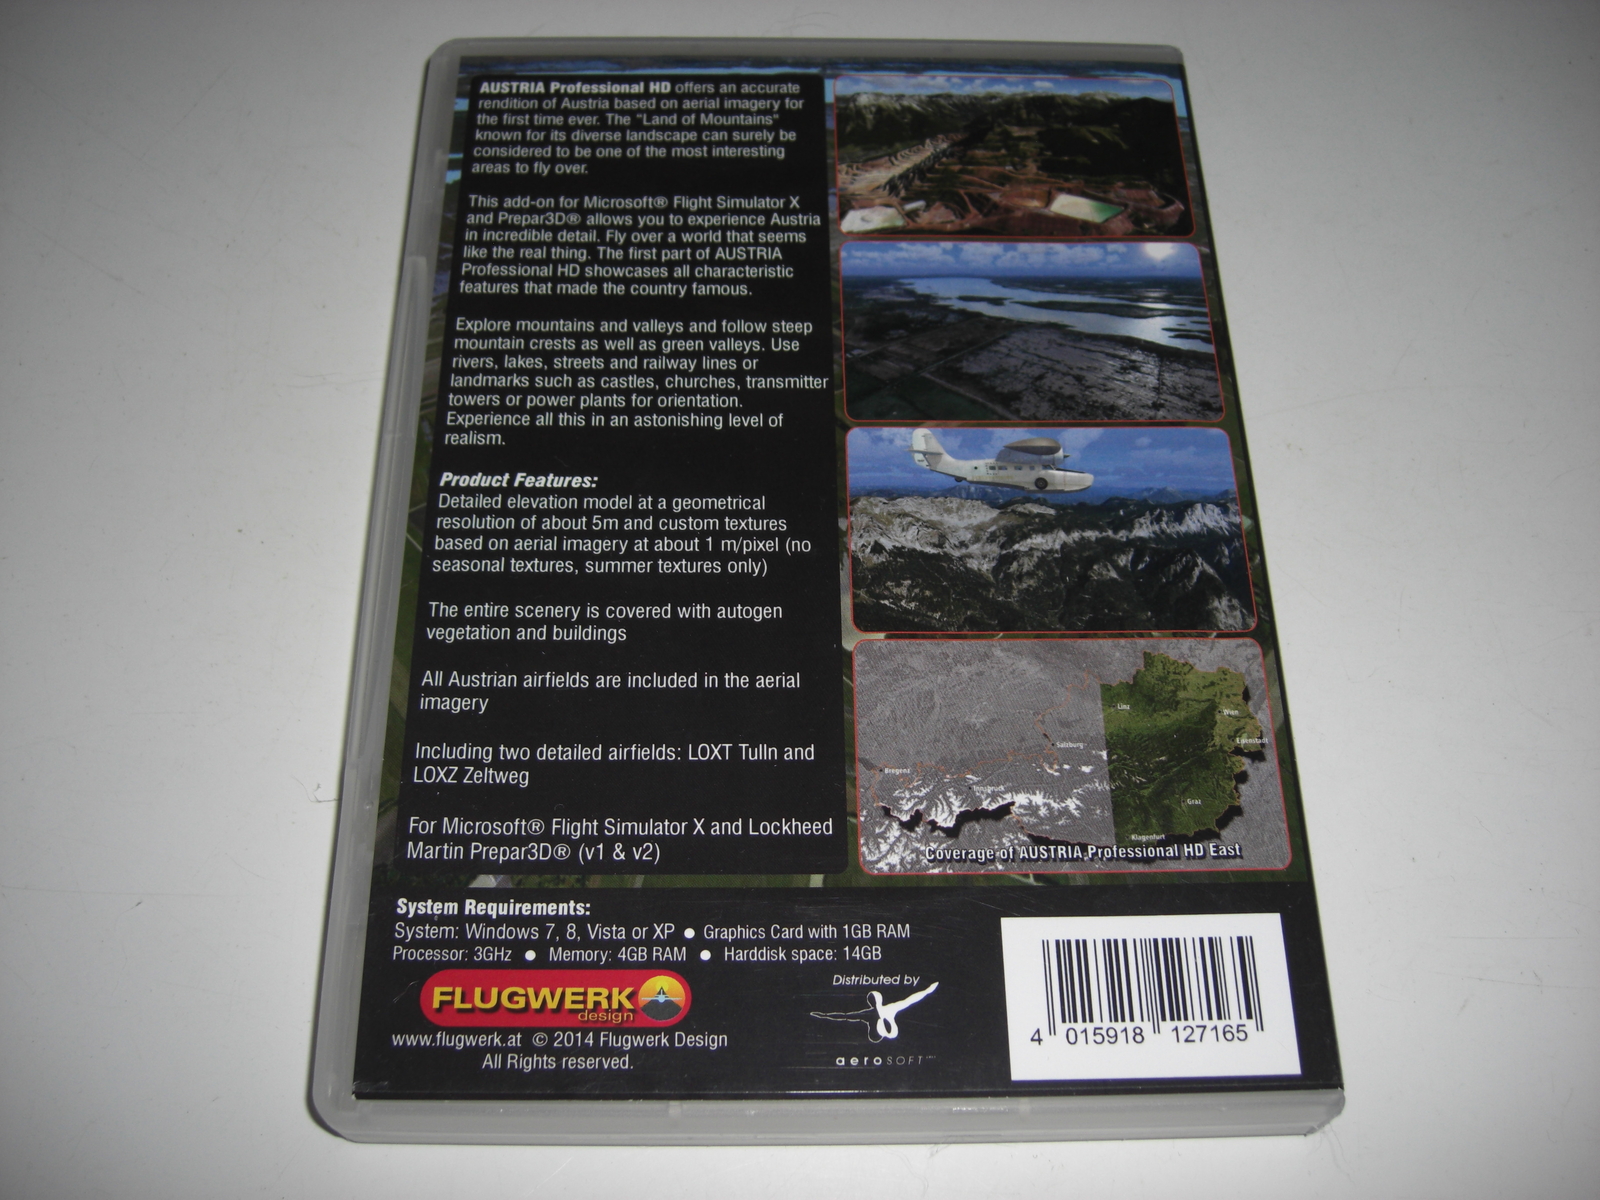 AUSTRIA Professional HD offers an accurate
rendition of Austria based on aerial imagery for
the first time ever. The "Land of Mountains"
known for its diverse landscape can surely be
considered to be one of the most interesting
areas to fly over.
This add-on for Microsoft® Flight Simulator X
and Prepar3D® allows you to experience Austria
in incredible detail. Fly over a world that seems
like the real thing. The first part of AUSTRIA
Professional HD showcases all characteristic
features that made the country famous.
Explore mountains and valleys and follow steep
mountain crests as well as green valleys. Use
rivers, lakes, streets and railway lines or
landmarks such as castles, churches, transmitter
towers or power plants for orientation.
Experience all this in an astonishing level of
realism.
Product Features:
Detailed elevation model at a geometrical
resolution of about 5m and custom textures
based on aerial imagery at about 1 m/pixel (no
seasonal textures, summer textures only)
The entire scenery is covered with autogen
vegetation and buildings
All Austrian airfields are included in the aerial
imagery
Including two detailed airfields: LOXT Tulln and
LOXZ Zeltweg
For Microsoft® Flight Simulator X and Lockheed
Martin Prepar3D® (v1 & v2)
Linz
Wien
Eisenstadt
Salzburg
Bregenz
Innsbruck
Graz
Klagenfurt
Coverage of AUSTRIA Professional HD East
System Requirements:
System: Windows 7, 8, Vista or XP ● Graphics Card with 1GB RAM
Processor: 3GHz ● Memory: 4GB RAM ● Harddisk space: 14GB
FLUGWERK
design
www.flugwerk.at © 2014 Flugwerk Design
All Rights reserved.
Distributed by
aeroSOFT
4 015918 127165